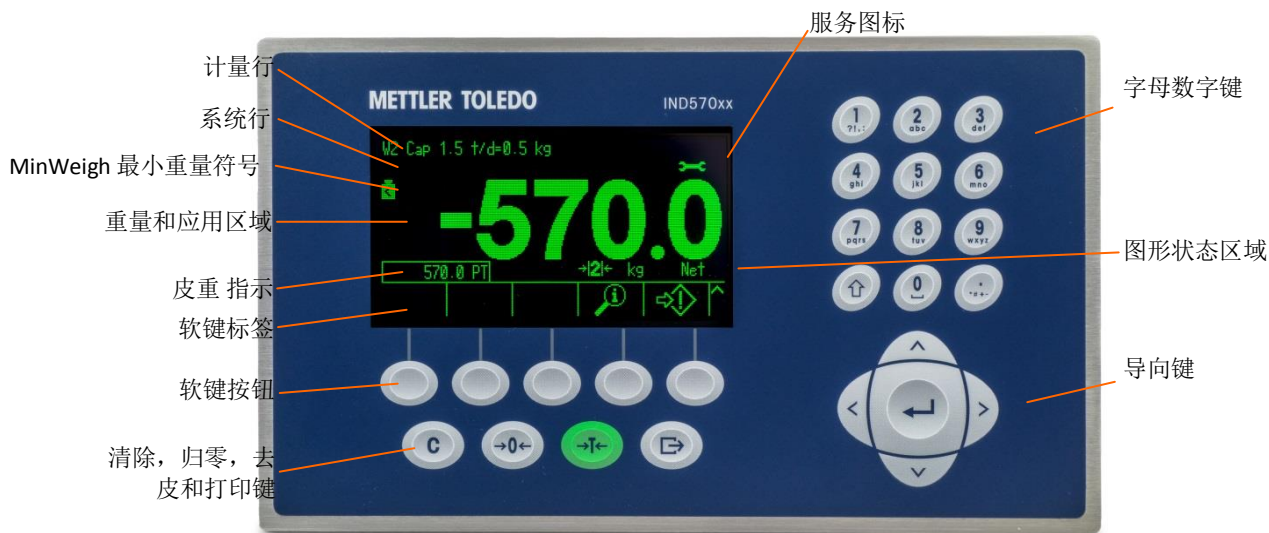 服务图标
计量行
字母数字键
METTLER TOLEDO
IND570xx
系统行
W2 Cap 1.5 t/d=0.5 kg
MinWeigh 最小重量符号
-570.0
重量和应用区域
图形状态区域
皮重 指示
570.0 PT
→|2|← kg Net
软键标签
软键按钮
导向键
清除，归零，去
皮和打印键
C →0← →T←
1 2 3
?!,: abc def
4 5 6
ghi jkl mno
7 8 9
pqrs tuv wxyz
0 .
*#+-